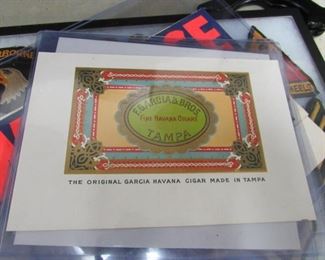 F. GARCIA & BROS.
FINE HAVANA CIGARS
TAMPA
THE ORIGINAL GARCIA HAVANA CIGAR MADE IN TAMPA